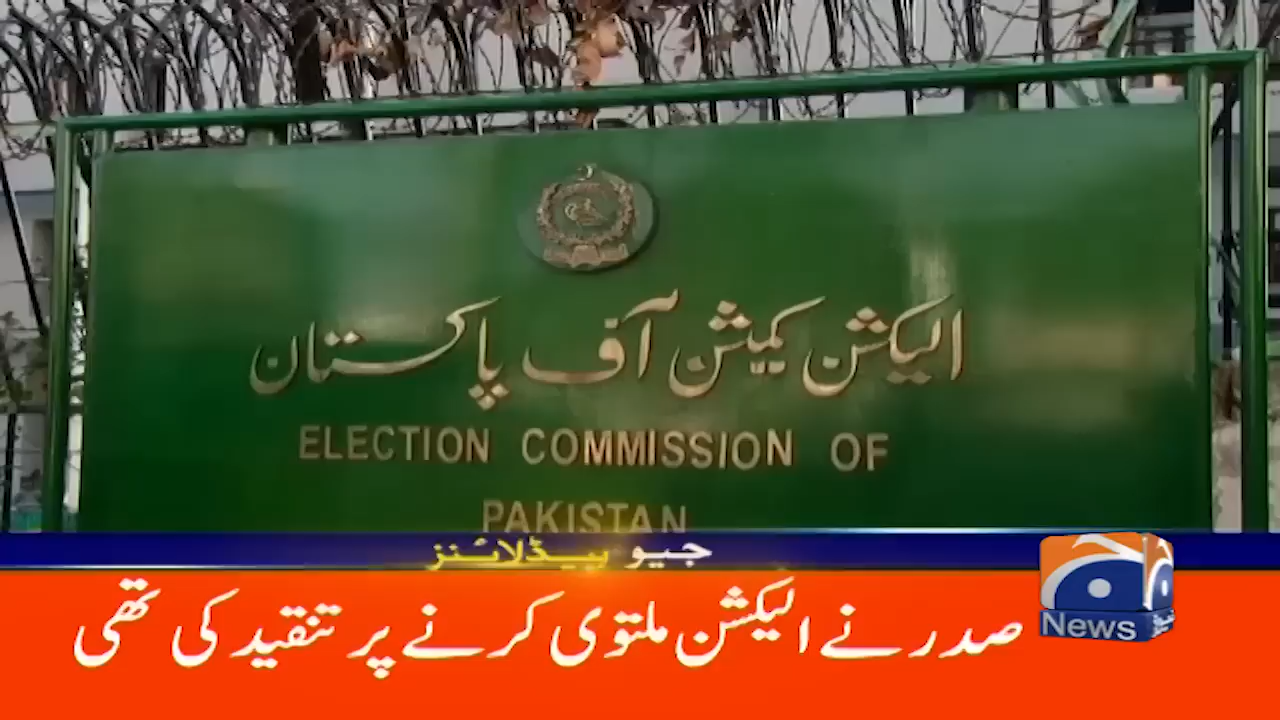 الیکشن کمیشن آف پاکستان
ELECTION COMMISSION OF
PAKISTAN
جیو ہیڈلائنز
News
صدر نے الیکشن ملتوی کرنے پر تنقید کی تھی